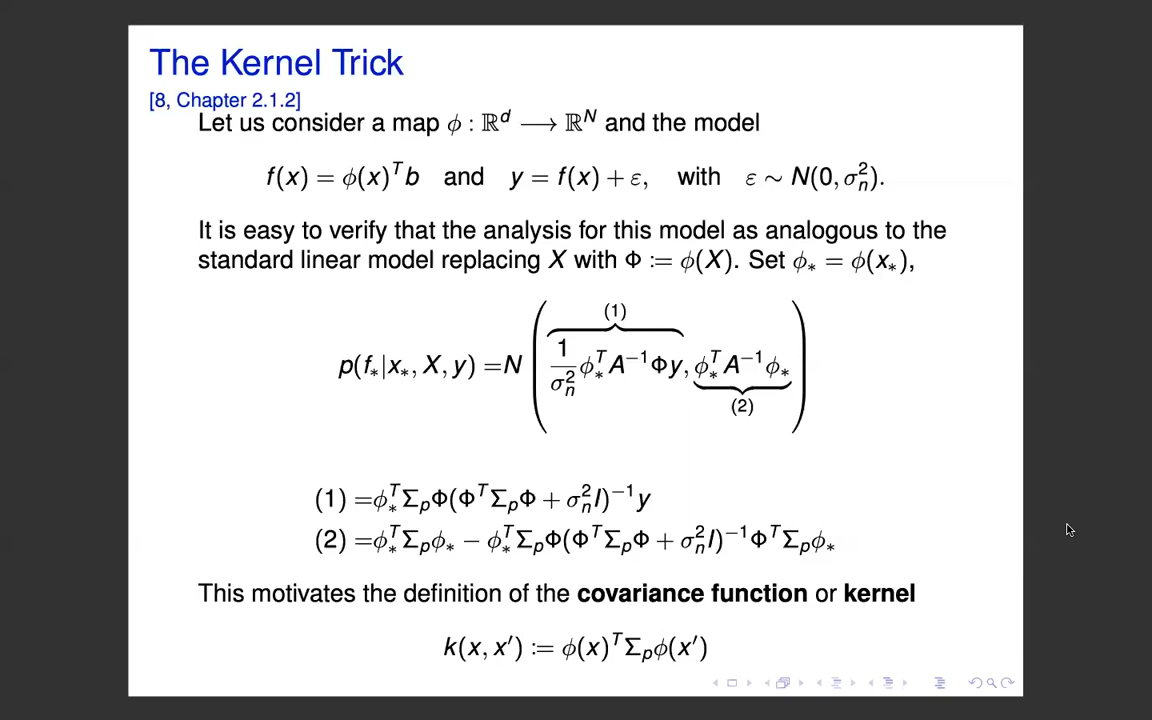 The Kernel Trick
[8, Chapter 2.1.2]
Let us consider a map ϕ : ℝ^d ⟶ ℝ^N and the model
f(x) = ϕ(x)^T b and y = f(x) + ε, with ε ∼ N(0, σ_n^2).
It is easy to verify that the analysis for this model as analogous to the
standard linear model replacing X with Φ := ϕ(X). Set ϕ_* = ϕ(x_*),
p(f_*|x_*, X, y) =N ( \overbrace{\frac{1}{σ_n^2} ϕ_*^T A^{-1} Φy}^{(1)}, \underbrace{ϕ_*^T A^{-1} ϕ_*}_{(2)} )
(1) =ϕ_*^T Σ_p Φ(Φ^T Σ_p Φ + σ_n^2 I)^{-1} y
(2) =ϕ_*^T Σ_p ϕ_* − ϕ_*^T Σ_p Φ(Φ^T Σ_p Φ + σ_n^2 I)^{-1} Φ^T Σ_p ϕ_*
This motivates the definition of the covariance function or kernel
k(x, x′) := ϕ(x)^T Σ_p ϕ(x′)